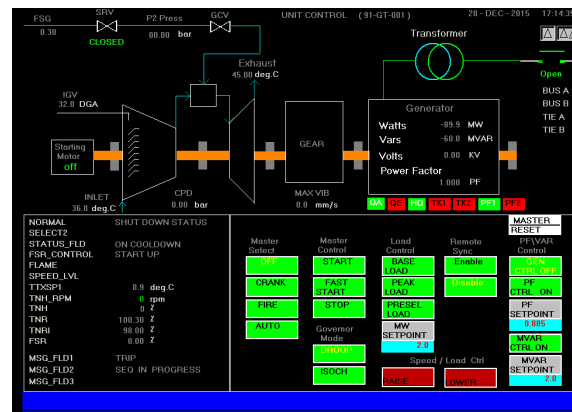 FSG SRV P2 Press GCV UNIT CONTROL ( 91-GT-001 ) 28 - DEC - 2015 17:14:39
0.30 CLOSED 00.00 bar
Transformer
Exhaust
45.00 deg.C
Open
IGV
32.0 DGA
BUS A
BUS B
TIE A
TIE B
Generator
Watts -89.9 MW
Vars -60.0 MVAR
Volts 0.00 KV
Power Factor
1.000 PF
Starting
Motor
off
GEAR
INLET
36.8 deg.C
CPD
0.00 bar
MAX VIB
0.0 mm/s
QA QE HQ TK1 TK2 PF1 PF2
NORMAL SHUT DOWN STATUS
SELECT2
STATUS_FLD ON COOLDOWN
FSR_CONTROL START UP
FLAME
SPEED_LVL
TTXSP1 8.9 deg.C
TNH_RPM 0 rpm
TNH 0 %
TNR 100.30 %
TNRI 98.00 %
FSR 0.00 %
MSG_FLD1 TRIP
MSG_FLD2 SEQ IN PROGRESS
MSG_FLD3
Master
Select
OFF
CRANK
FIRE
AUTO
Master
Control
START
FAST
START
STOP
Governor
Mode
DROOP
ISOCH
Load
Control
BASE
LOAD
PEAK
LOAD
PRESEL
LOAD
MW
SETPOINT
2.0
Speed / Load Ctrl
RAISE LOWER
Remote
Sync
Enable
Disable
MASTER
RESET
PF\VAR
Control
GEN
CTRL OFF
PF
CTRL ON
PF
SETPOINT
0.885
MVAR
CTRL ON
MVAR
SETPOINT
2.0